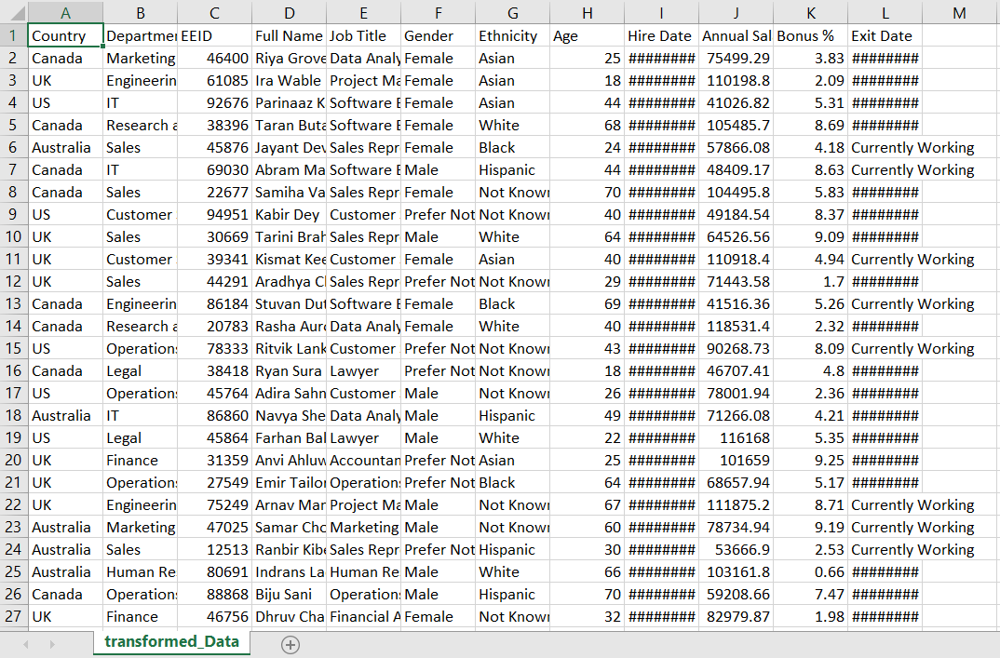 A B C D E F G H I J K L M
1 Country Departmer EEID Full Name Job Title Gender Ethnicity Age Hire Date Annual Sal Bonus % Exit Date
2 Canada Marketing 46400 Riya Grove Data Analy Female Asian 25 ######## 75499.29 3.83 ########
3 UK Engineerin 61085 Ira Wable Project Ma Female Asian 18 ######## 110198.8 2.09 ########
4 US IT 92676 Parinaaz K Software E Female Asian 44 ######## 41026.82 5.31 ########
5 Canada Research a 38396 Taran Buta Software E Female White 68 ######## 105485.7 8.69 ########
6 Australia Sales 45876 Jayant Dev Sales Repr Female Black 24 ######## 57866.08 4.18 Currently Working
7 Canada IT 69030 Abram Ma Software E Male Hispanic 44 ######## 48409.17 8.63 Currently Working
8 Canada Sales 22677 Samiha Va Sales Repr Female Not Know 70 ######## 104495.8 5.83 ########
9 US Customer 94951 Kabir Dey Customer Prefer Not Not Know 40 ######## 49184.54 8.37 ########
10 UK Sales 30669 Tarini Brah Sales Repr Male White 64 ######## 64526.56 9.09 ########
11 UK Customer 39341 Kismat Kee Customer Female Asian 40 ######## 110918.4 4.94 Currently Working
12 UK Sales 44291 Aradhya C Sales Repr Prefer Not Not Know 29 ######## 71443.58 1.7 ########
13 Canada Engineerin 86184 Stuvan Dut Software E Female Black 69 ######## 41516.36 5.26 Currently Working
14 Canada Research a 20783 Rasha Aur Data Analy Female White 40 ######## 118531.4 2.32 ########
15 US Operation 78333 Ritvik Lank Customer Prefer Not Not Know 43 ######## 90268.73 8.09 Currently Working
16 Canada Legal 38418 Ryan Sura Lawyer Prefer Not Not Know 18 ######## 46707.41 4.8 ########
17 US Operation 45764 Adira Sahn Customer Male Not Know 26 ######## 78001.94 2.36 ########
18 Australia IT 86860 Navya She Data Analy Male Hispanic 49 ######## 71266.08 4.21 ########
19 US Legal 45864 Farhan Bal Lawyer Male White 22 ######## 116168 5.35 ########
20 UK Finance 31359 Anvi Ahluw Accountan Prefer Not Asian 25 ######## 101659 9.25 ########
21 UK Operation 27549 Emir Tailo Operation Prefer Not Black 64 ######## 68657.94 5.17 ########
22 UK Engineerin 75249 Arnav Mar Project Ma Male Not Know 67 ######## 111875.2 8.71 Currently Working
23 Australia Marketing 47025 Samar Cho Marketing Male Not Know 60 ######## 78734.94 9.19 Currently Working
24 Australia Sales 12513 Ranbir Kib Sales Repr Prefer Not Hispanic 30 ######## 53666.9 2.53 Currently Working
25 Australia Human Re 80691 Indrans La Human Re Male White 66 ######## 103161.8 0.66 ########
26 Canada Operation 88868 Biju Sani Operation Male Hispanic 70 ######## 59208.66 7.47 ########
27 UK Finance 46756 Dhruv Cha Financial A Female Not Know 32 ######## 82979.87 1.98 ########
transformed_Data